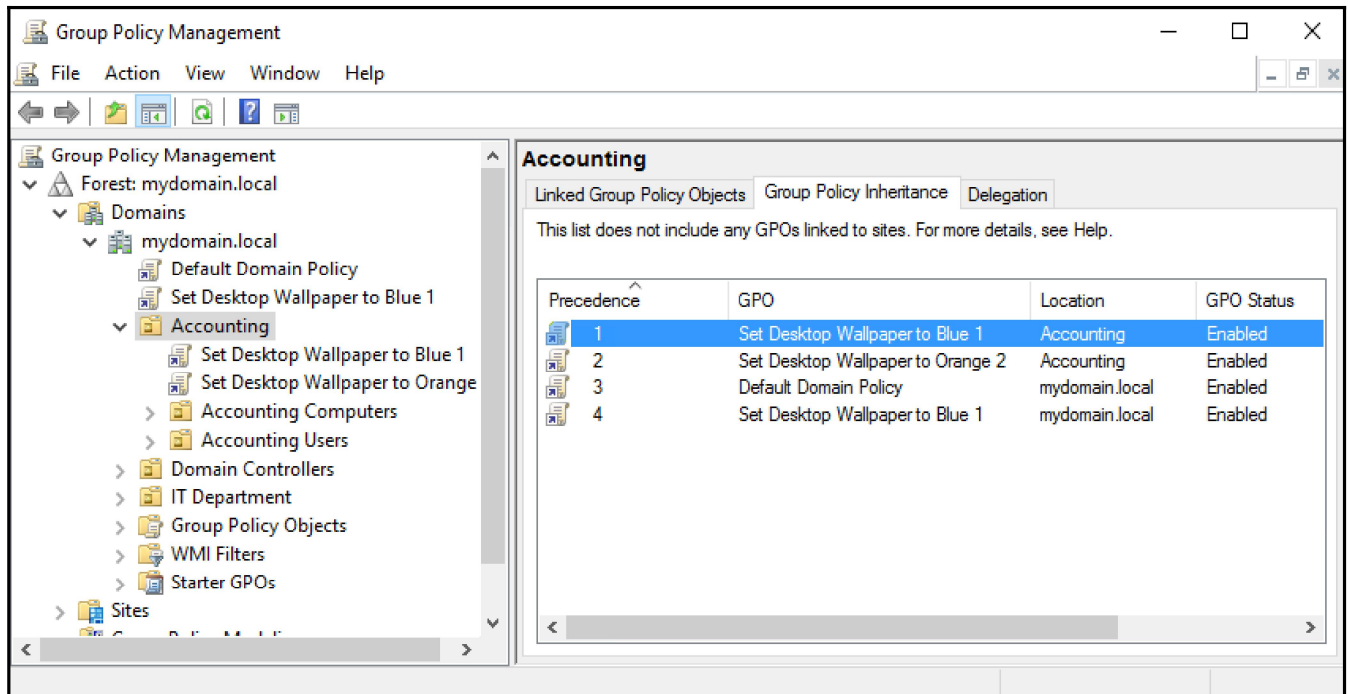 Group Policy Management
File Action View Window Help
Group Policy Management
Forest: mydomain.local
Domains
mydomain.local
Default Domain Policy
Set Desktop Wallpaper to Blue 1
Accounting
Set Desktop Wallpaper to Blue 1
Set Desktop Wallpaper to Orange
Accounting Computers
Accounting Users
Domain Controllers
IT Department
Group Policy Objects
WMI Filters
Starter GPOs
Sites
Accounting
Linked Group Policy Objects Group Policy Inheritance Delegation
This list does not include any GPOs linked to sites. For more details, see Help.
Precedence GPO Location GPO Status
1 Set Desktop Wallpaper to Blue 1 Accounting Enabled
2 Set Desktop Wallpaper to Orange 2 Accounting Enabled
3 Default Domain Policy mydomain.local Enabled
4 Set Desktop Wallpaper to Blue 1 mydomain.local Enabled